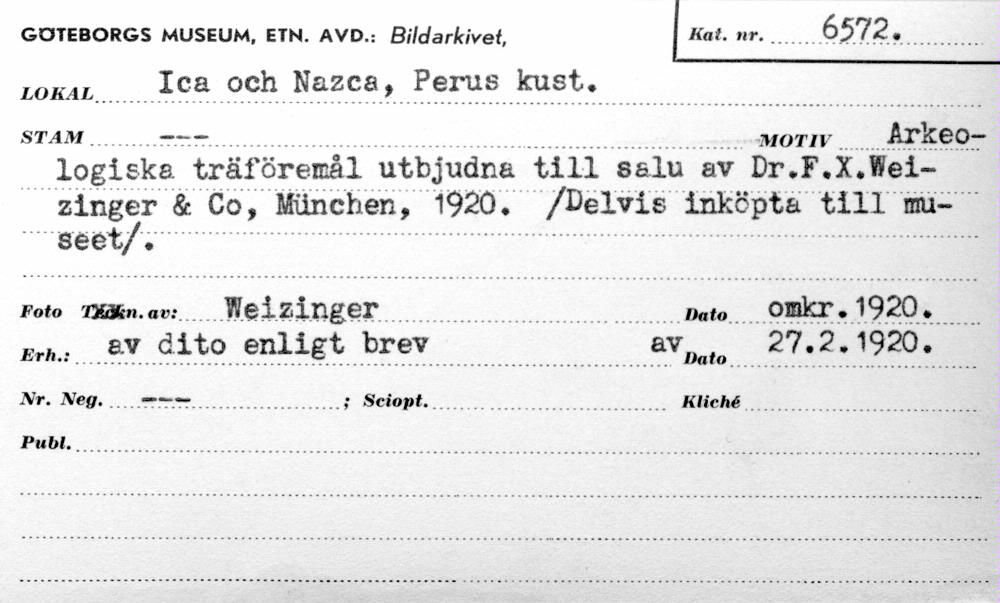 GÖTEBORGS MUSEUM, ETN. AVD.: Bildarkivet,
Kat. nr. 6572.
LOKAL Ica och Nazca, Perus kust.
STAM --- MOTIV Arkeo-
logiska träföremål utbjudna till salu av Dr.F.X.Wei-
zinger & Co, München, 1920. /Delvis inköpta till mu-
seet/.
Foto Teckn. av: Weizinger Dato omkr.1920.
Erh.: av dito enligt brev av Dato 27.2.1920.
Nr. Neg. --- ; Sciopt. Kliché
Publ.